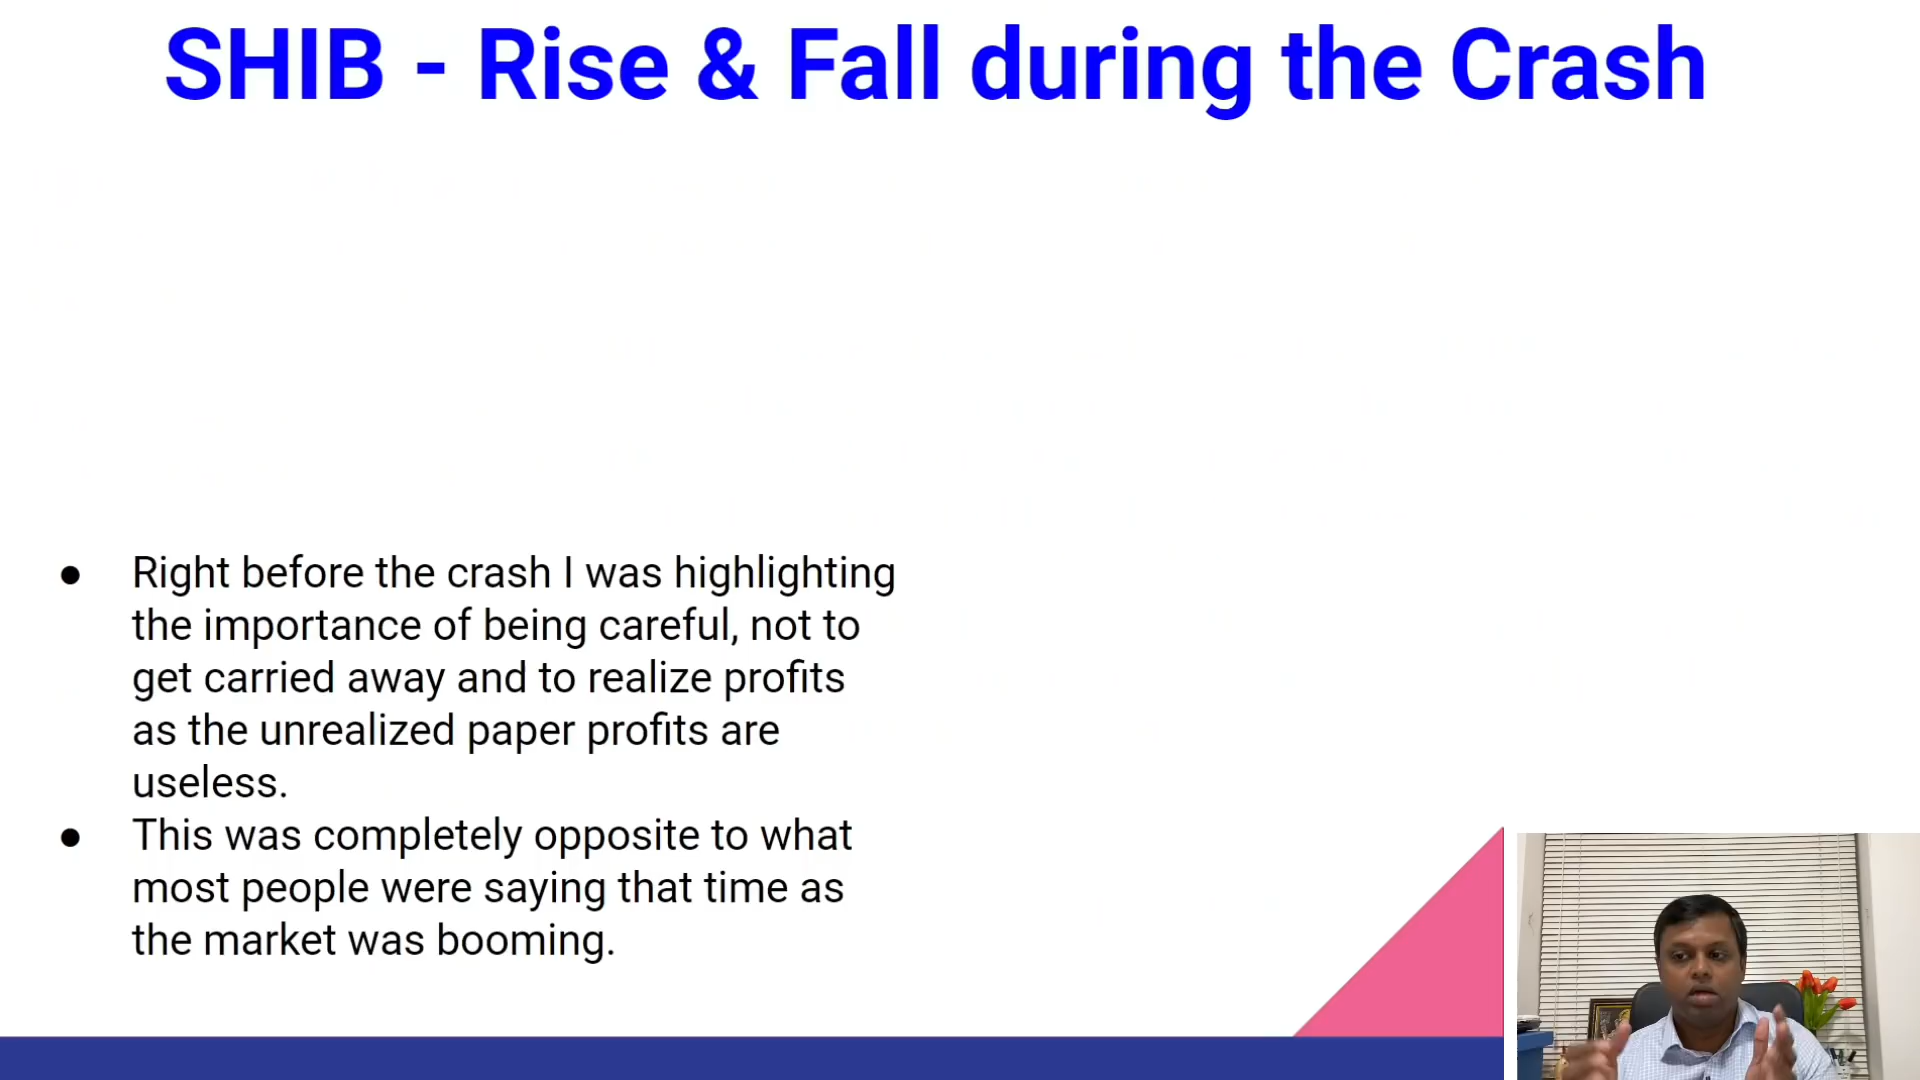 SHIB - Rise & Fall during the Crash
● Right before the crash I was highlighting
the importance of being careful, not to
get carried away and to realize profits
as the unrealized paper profits are
useless.
● This was completely opposite to what
most people were saying that time as
the market was booming.